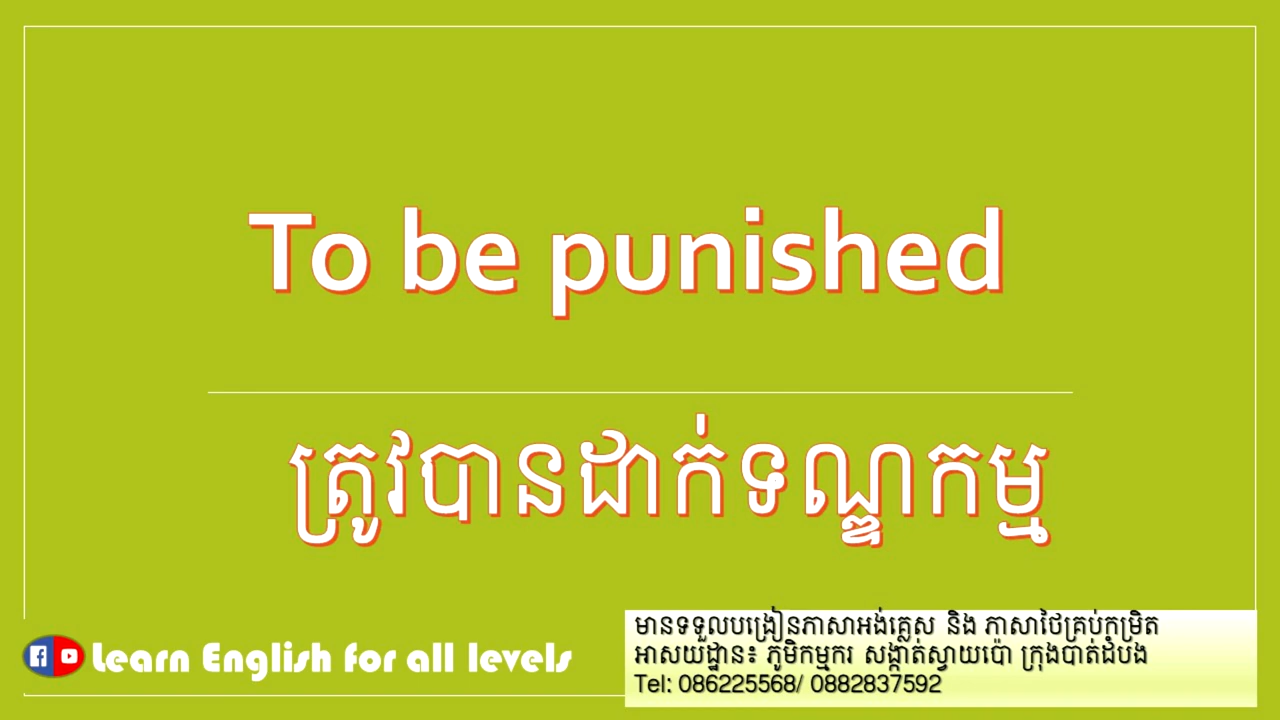 To be punished
ត្រូវបានដាក់ទណ្ឌកម្ម
Learn English for all levels
មានទទួលបង្រៀនភាសាអង់គ្លេស និង ភាសាថៃគ្រប់កម្រិត
អាសយដ្ឋាន៖ ភូមិកម្មករ សង្កាត់ស្វាយប៉ោ ក្រុងបាត់ដំបង
Tel: 086225568/ 0882837592